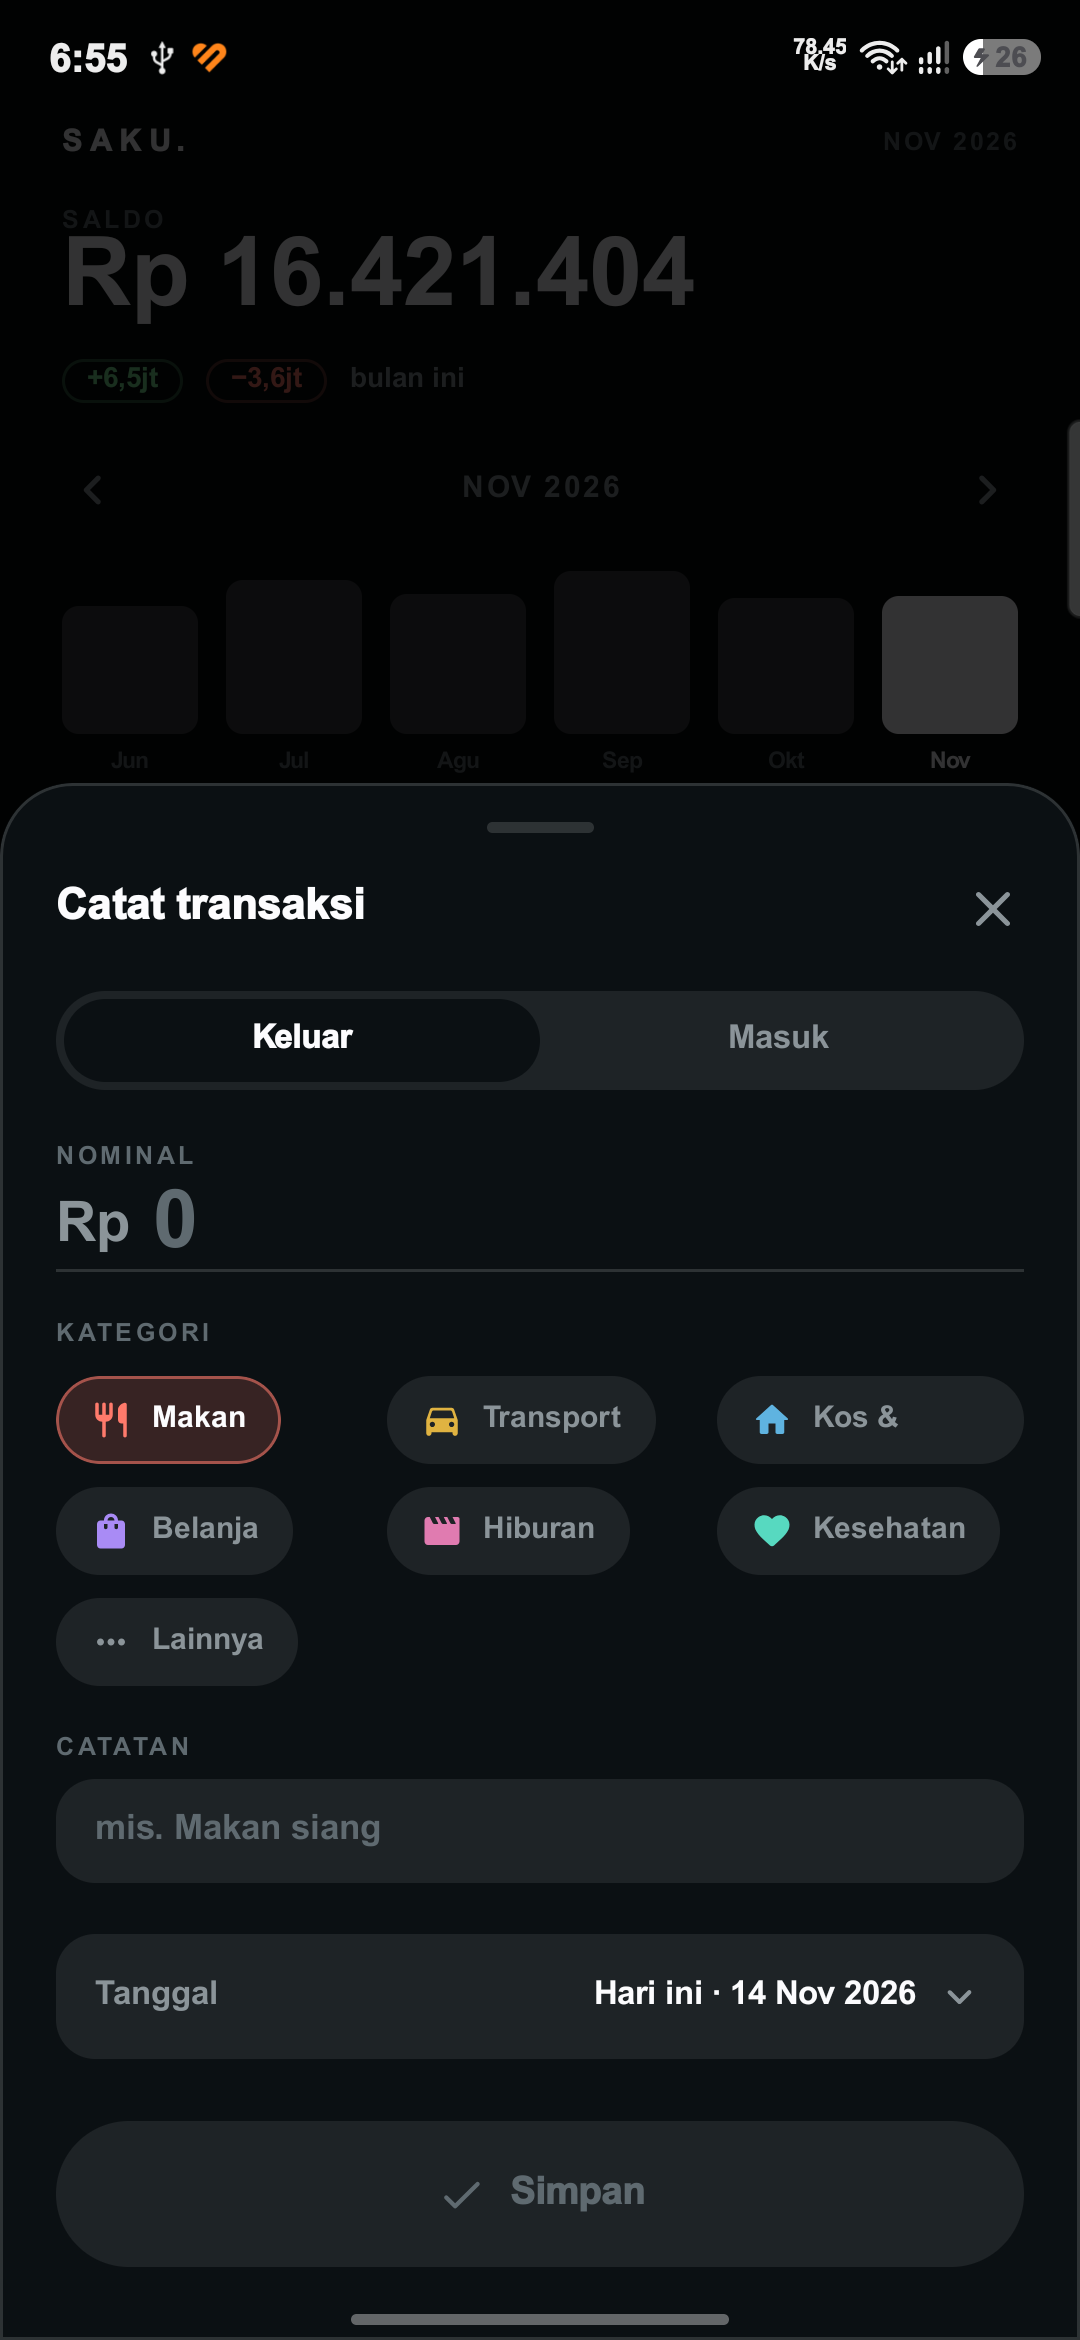 6:55
78.45 K/s
26
SAKU.
NOV 2026
SALDO
Rp 16.421.404
+6,5jt −3,6jt bulan ini
NOV 2026
Jun Jul Agu Sep Okt Nov
Catat transaksi
Keluar Masuk
NOMINAL
Rp 0
KATEGORI
Makan Transport Kos &
Belanja Hiburan Kesehatan
Lainnya
CATATAN
mis. Makan siang
Tanggal Hari ini · 14 Nov 2026
Simpan